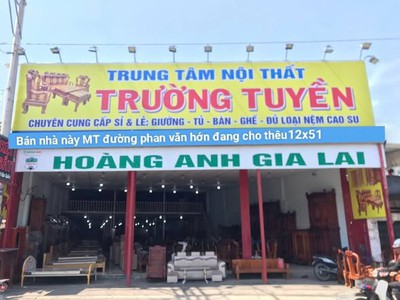 TRUNG TÂM NỘI THẤT
TRƯỜNG TUYỀN
CHUYÊN CUNG CẤP SỈ & LẺ: GIƯỜNG - TỦ - BÀN - GHẾ - ĐỦ LOẠI NỆM CAO SU
Bán nhà này MT đường phan văn hớn đang cho thêu12x51
HOÀNG ANH GIA LAI